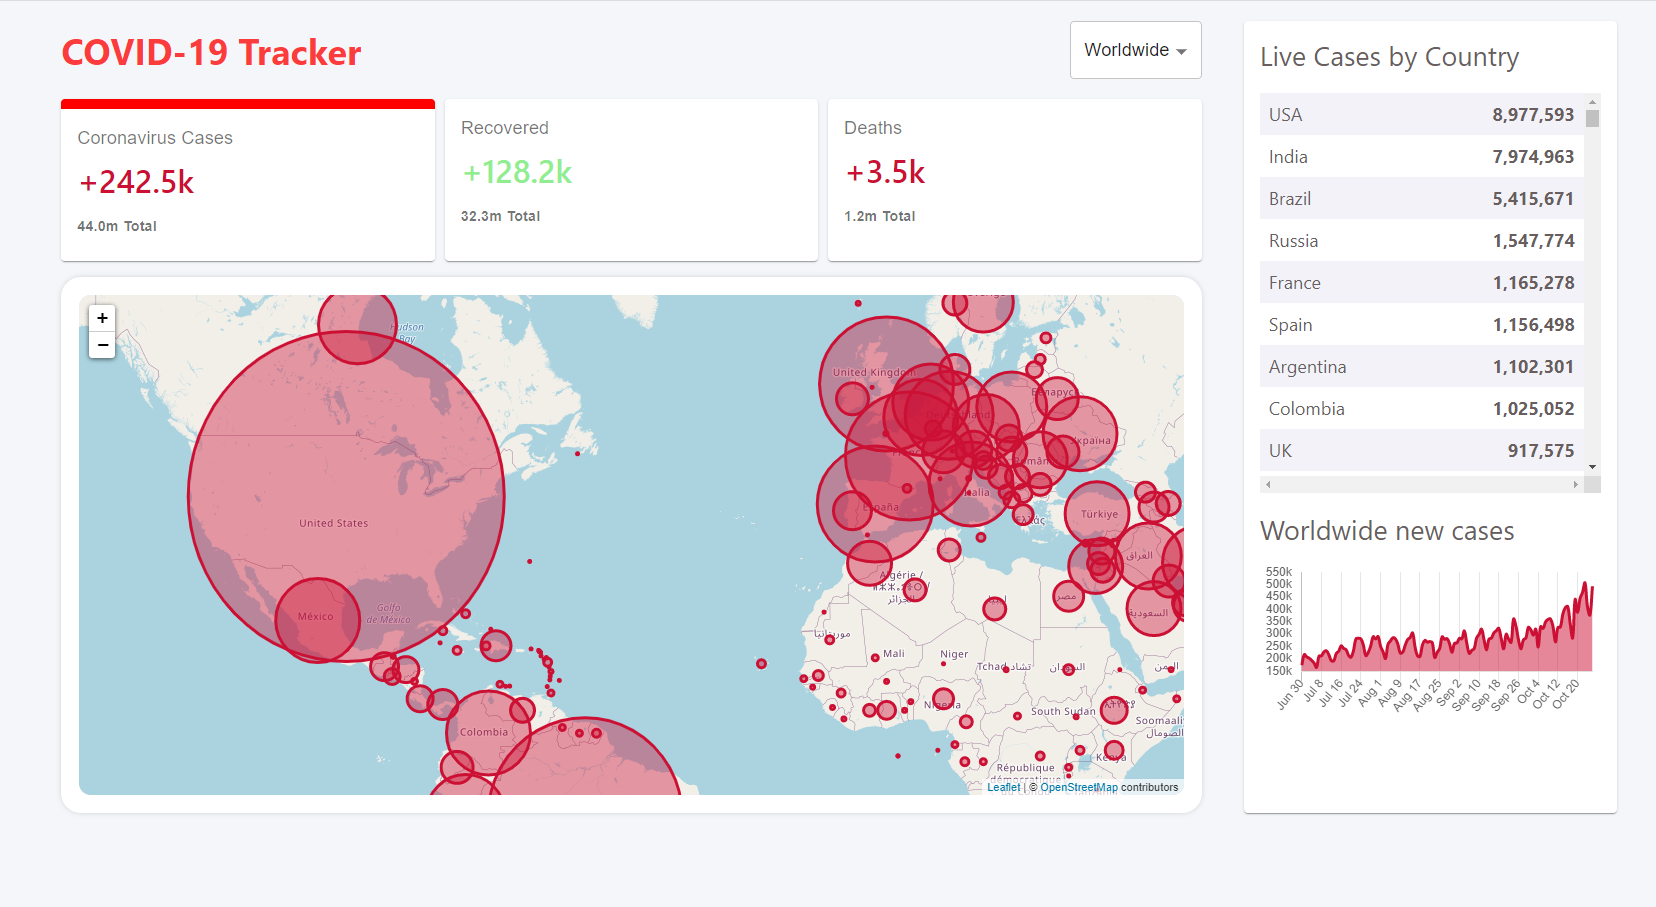 COVID-19 Tracker
Worldwide
Coronavirus Cases
+242.5k
44.0m Total
Recovered
+128.2k
32.3m Total
Deaths
+3.5k
1.2m Total
+
−
Hudson
Bay
United States
México
Golfo
de México
Colombia
United Kingdom
Беларусь
Україна
România
Italia
España
Ελλάς
Türkiye
العراق
السعودية
مصر
ليبيا
Algérie /
الجزائر
موريتانيا
Mali
Niger
Tchad تشاد
السودان
اليمن
Nigeria
South Sudan
Soomaali
الصومال
Kenya
République
démocratique
Leaflet | © OpenStreetMap contributors
Live Cases by Country
USA 8,977,593
India 7,974,963
Brazil 5,415,671
Russia 1,547,774
France 1,165,278
Spain 1,156,498
Argentina 1,102,301
Colombia 1,025,052
UK 917,575
Worldwide new cases
550k
500k
450k
400k
350k
300k
250k
200k
150k
Jun 30
Jul 8
Jul 16
Jul 24
Aug 1
Aug 9
Aug 17
Aug 25
Sep 2
Sep 10
Sep 18
Sep 26
Oct 4
Oct 12
Oct 20